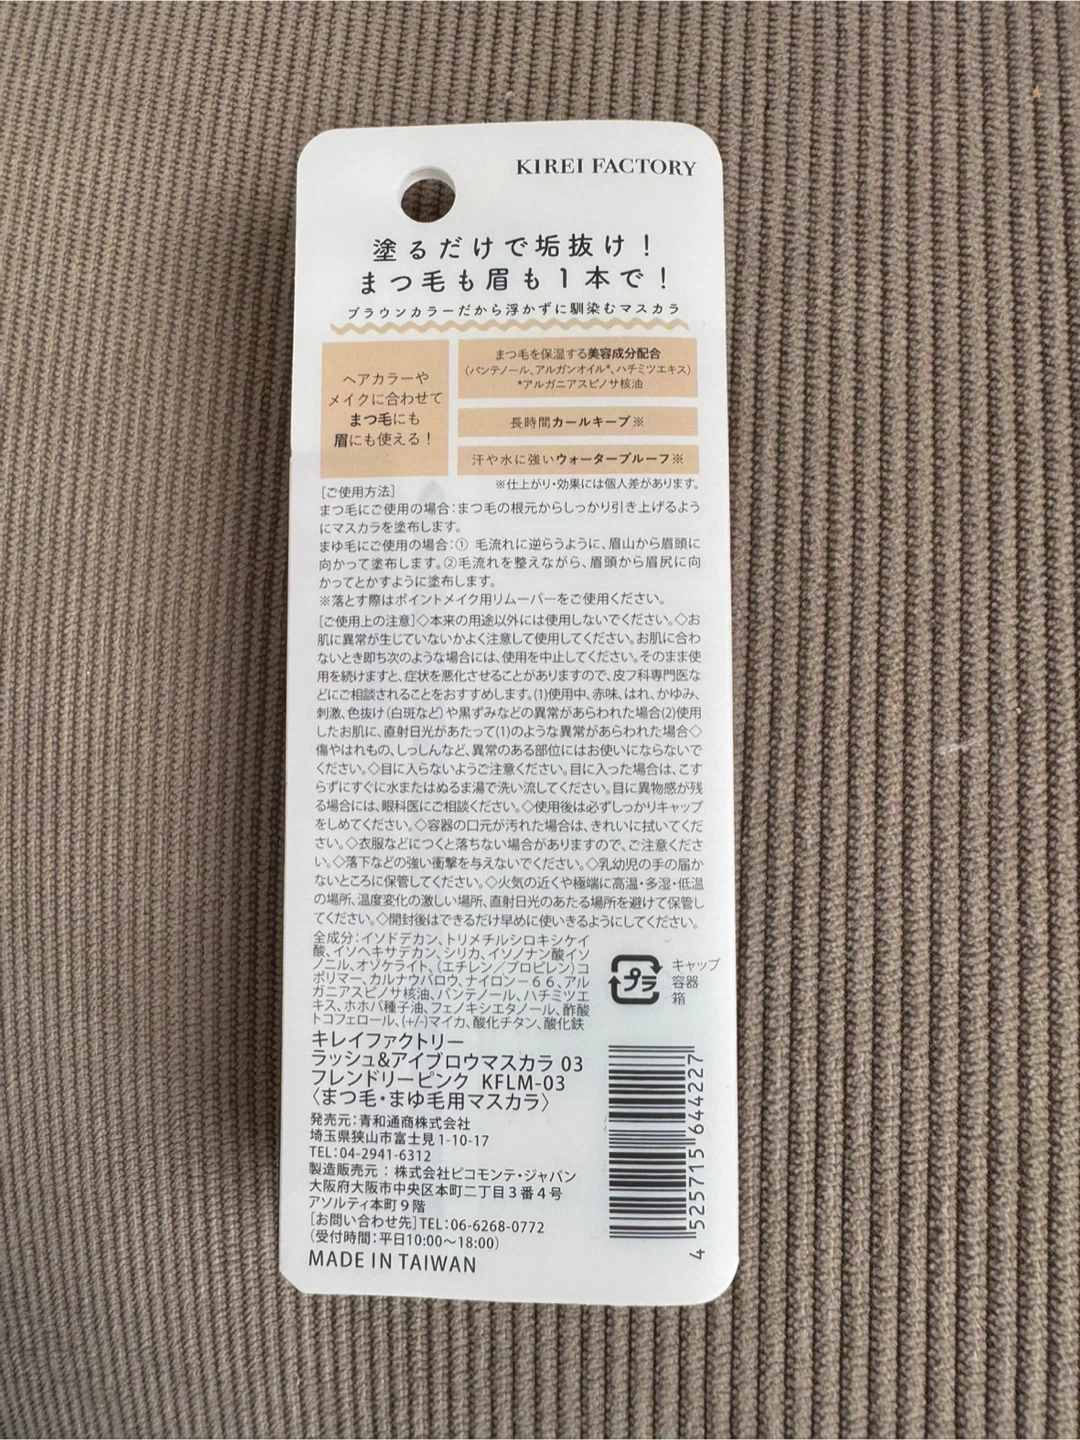 KIREI FACTORY
塗るだけで垢抜け！
まつ毛も眉も1本で！
ブラウンカラーだから浮かずに馴染むマスカラ
ヘアカラーや
メイクに合わせて
まつ毛にも
眉にも使える！
まつ毛を保湿する美容成分配合
（パンテノール、アルガンオイル*、ハチミツエキス）
*アルガニアスピノサ核油
長時間カールキープ※
汗や水に強いウォータープルーフ※
※仕上がり・効果には個人差があります。
［ご使用方法］
まつ毛にご使用の場合：まつ毛の根元からしっかり引き上げるよう
にマスカラを塗布します。
まゆ毛にご使用の場合：① 毛流れに逆らうように、眉山から眉頭に
向かって塗布します。②毛流れを整えながら、眉頭から眉尻に向
かってとかすように塗布します。
※落とす際はポイントメイク用リムーバーをご使用ください。
［ご使用上の注意］◇本来の用途以外には使用しないでください。◇お
肌に異常が生じていないかよく注意して使用してください。お肌に合わ
ないとき即ち次のような場合には、使用を中止してください。そのまま使
用を続けますと、症状を悪化させることがありますので、皮フ科専門医な
どにご相談されることをおすすめします。(1)使用中、赤味、はれ、かゆみ、
刺激、色抜け（白斑など）や黒ずみなどの異常があらわれた場合(2)使用
したお肌に、直射日光があたって(1)のような異常があらわれた場合◇
傷やはれもの、しっしんなど、異常のある部位にはお使いにならないで
ください。◇目に入らないようご注意ください。目に入った場合は、こす
らずにすぐに水またはぬるま湯で洗い流してください。目に異物感が残
る場合には、眼科医にご相談ください。◇使用後は必ずしっかりキャップ
をしめてください。◇容器の口元が汚れた場合は、きれいに拭いてくだ
さい。◇衣服などにつくと落ちない場合がありますので、ご注意くださ
い。◇落下などの強い衝撃を与えないでください。◇乳幼児の手の届か
ないところに保管してください。◇火気の近くや極端に高温・多湿・低温
の場所、温度変化の激しい場所、直射日光のあたる場所を避けて保管し
てください。◇開封後はできるだけ早めに使いきるようにしてください。
全成分：イソドデカン、トリメチルシロキシケイ
酸、イソヘキサデカン、シリカ、イソノナン酸イソ
ノニル、オゾケライト、（エチレン／プロピレン）コ
ポリマー、カルナウバロウ、ナイロン－６６、アル
ガニアスピノサ核油、パンテノール、ハチミツエ
キス、ホホバ種子油、フェノキシエタノール、酢酸
トコフェロール、(+/-)マイカ、酸化チタン、酸化鉄
プラ
キャップ
容器
箱
キレイファクトリー
ラッシュ&アイブロウマスカラ 03
フレンドリーピンク KFLM-03
〈まつ毛・まゆ毛用マスカラ〉
発売元：青和通商株式会社
埼玉県狭山市富士見1-10-17
TEL：04-2941-6312
製造販売元：株式会社ピコモンテ・ジャパン
大阪府大阪市中央区本町二丁目３番４号
アソルティ本町９階
［お問い合わせ先］TEL：06-6268-0772
（受付時間：平日10:00～18:00）
MADE IN TAIWAN
4 525715 644227